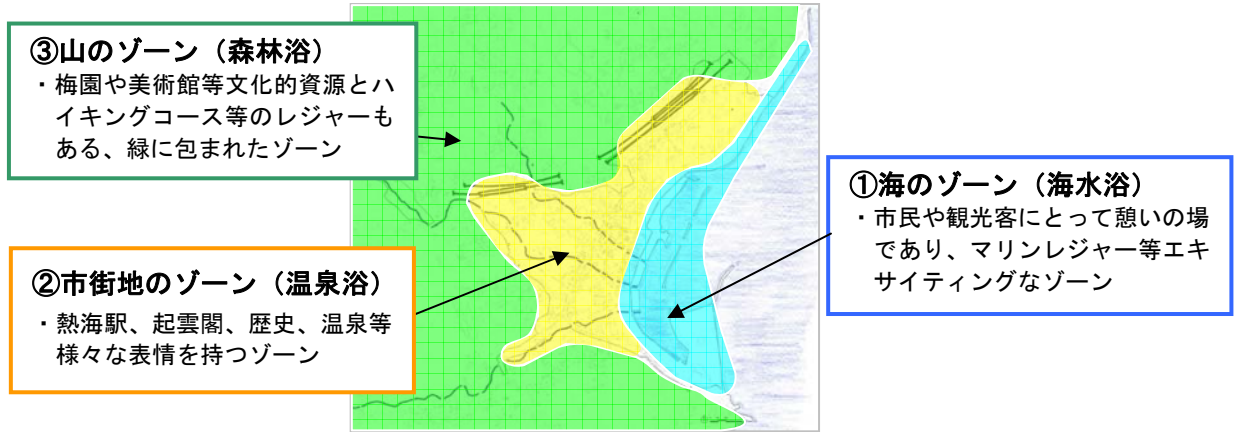 ③山のゾーン（森林浴）
・梅園や美術館等文化的資源とハ
イキングコース等のレジャーも
ある、緑に包まれたゾーン
①海のゾーン（海水浴）
・市民や観光客にとって憩いの場
であり、マリンレジャー等エキ
サイティングなゾーン
②市街地のゾーン（温泉浴）
・熱海駅、起雲閣、歴史、温泉等
様々な表情を持つゾーン